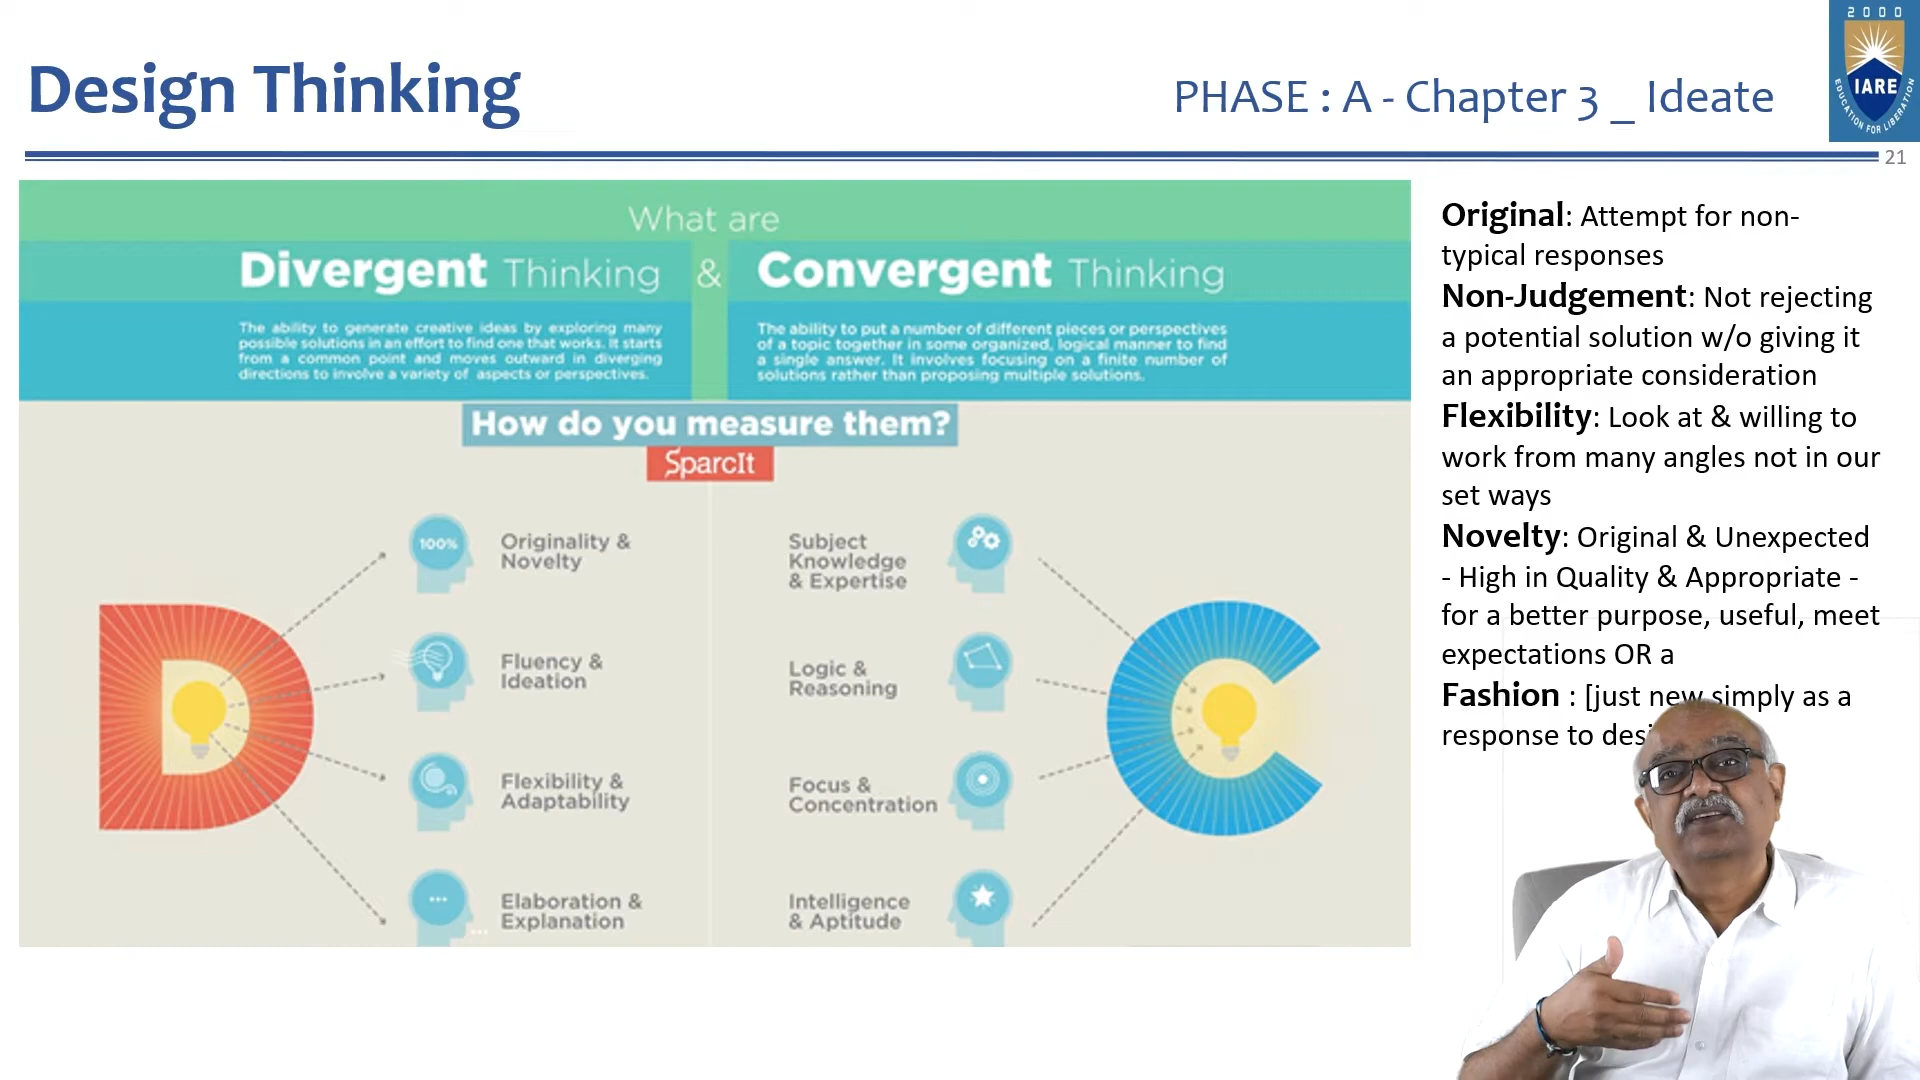 Design Thinking
PHASE : A - Chapter 3 _ Ideate
2000
IARE
EDUCATION FOR LIBERATION
21
What are
Divergent Thinking & Convergent Thinking
The ability to generate creative ideas by exploring many
possible solutions in an effort to find one that works. It starts
from a common point and moves outward in diverging
directions to involve a variety of aspects or perspectives.
The ability to put a number of different pieces or perspectives
of a topic together in some organized, logical manner to find
a single answer. It involves focusing on a finite number of
solutions rather than proposing multiple solutions.
How do you measure them?
SparcIt
D
100%
Originality &
Novelty
Fluency &
Ideation
Flexibility &
Adaptability
Elaboration &
Explanation
Subject
Knowledge
& Expertise
Logic &
Reasoning
Focus &
Concentration
Intelligence
& Aptitude
C
Original: Attempt for non-
typical responses
Non-Judgement: Not rejecting
a potential solution w/o giving it
an appropriate consideration
Flexibility: Look at & willing to
work from many angles not in our
set ways
Novelty: Original & Unexpected
- High in Quality & Appropriate -
for a better purpose, useful, meet
expectations OR a
Fashion : [just new simply as a
response to